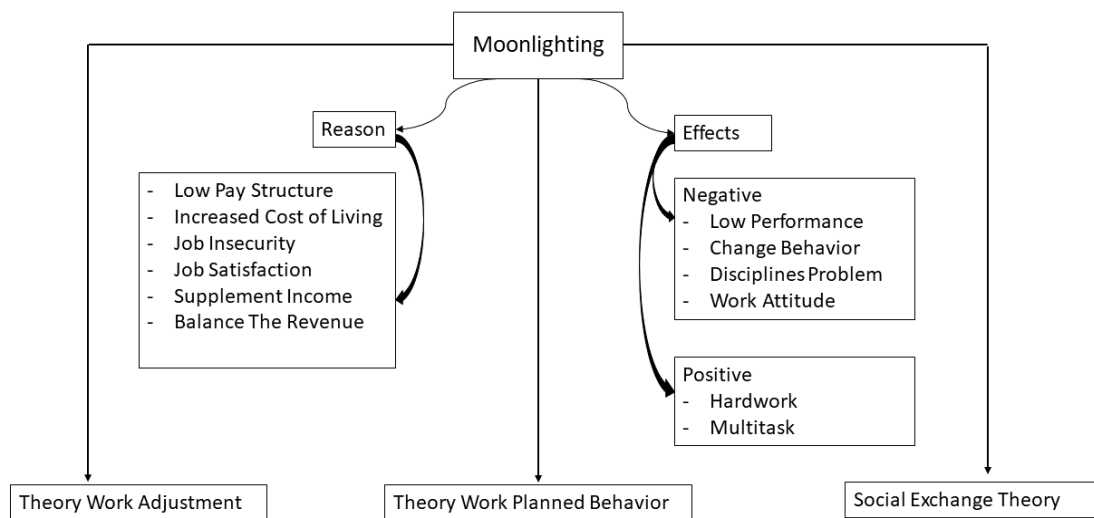 Moonlighting
Reason
- Low Pay Structure
- Increased Cost of Living
- Job Insecurity
- Job Satisfaction
- Supplement Income
- Balance The Revenue
Effects
Negative
- Low Performance
- Change Behavior
- Disciplines Problem
- Work Attitude
Positive
- Hardwork
- Multitask
Theory Work Adjustment
Theory Work Planned Behavior
Social Exchange Theory